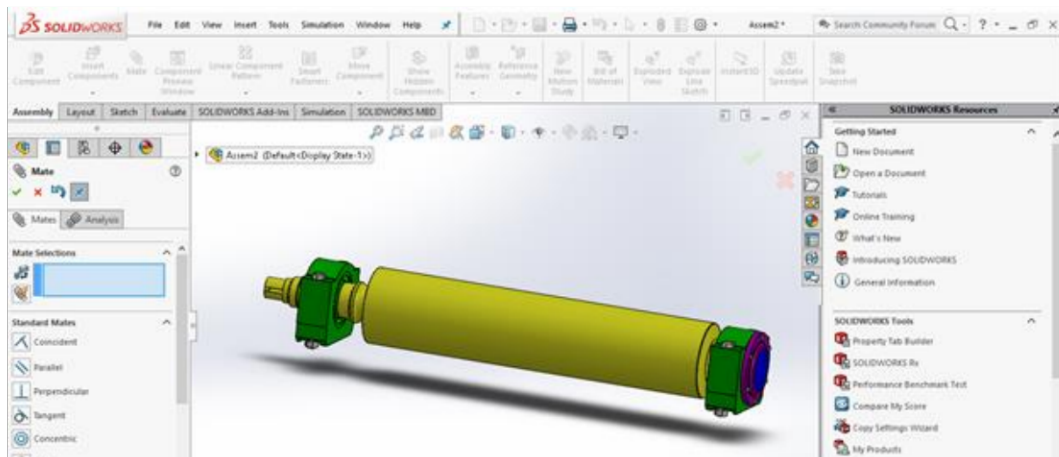 SOLIDWORKS File Edit View Insert Tools Simulation Window Help Assem2 * Search Community Forum ?
Edit Component
Insert Components
Mate
Component Preview Window
Linear Component Pattern
Smart Fasteners
Move Component
Show Hidden Components
Assembly Features
Reference Geometry
New Motion Study
Bill of Materials
Exploded View
Explode Line Sketch
Instant3D
Update Speedpak
Take Snapshot
Assembly Layout Sketch Evaluate SOLIDWORKS Add-Ins Simulation SOLIDWORKS MBD
Assem2 (Default<Display State-1>)
Mate
Mates Analysis
Mate Selections
Standard Mates
Coincident
Parallel
Perpendicular
Tangent
Concentric
SOLIDWORKS Resources
Getting Started
New Document
Open a Document
Tutorials
Online Training
What's New
Introducing SOLIDWORKS
General Information
SOLIDWORKS Tools
Property Tab Builder
SOLIDWORKS Rx
Performance Benchmark Test
Compare My Score
Copy Settings Wizard
My Products